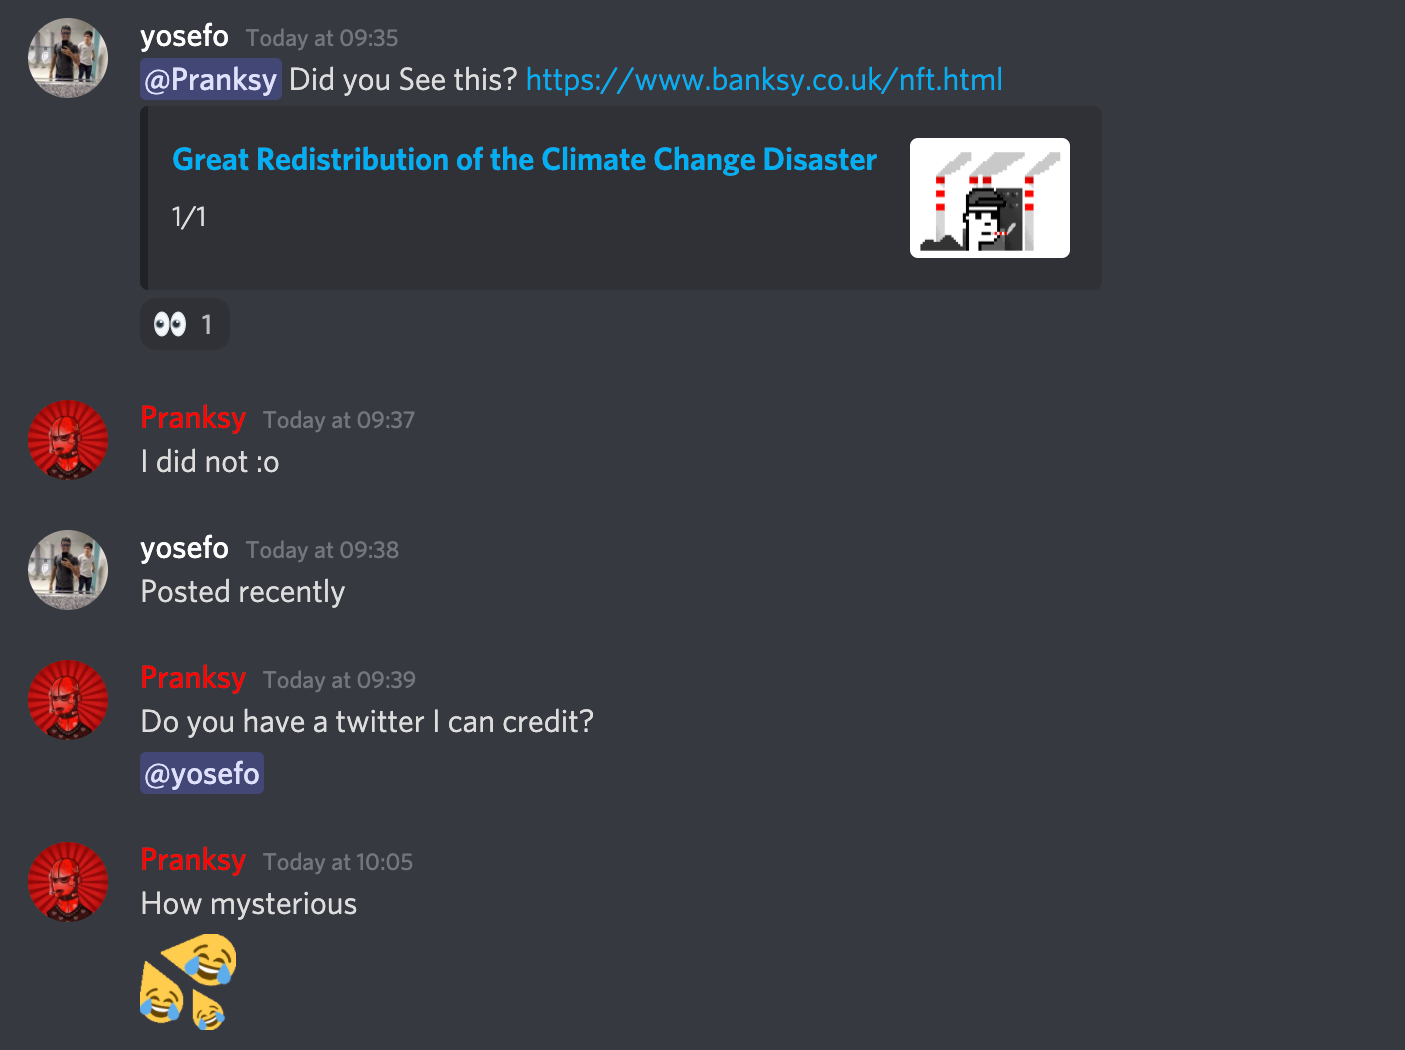 yosefo Today at 09:35
@Pranksy Did you See this? https://www.banksy.co.uk/nft.html
Great Redistribution of the Climate Change Disaster
1/1
1
Pranksy Today at 09:37
I did not :o
yosefo Today at 09:38
Posted recently
Pranksy Today at 09:39
Do you have a twitter I can credit?
@yosefo
Pranksy Today at 10:05
How mysterious